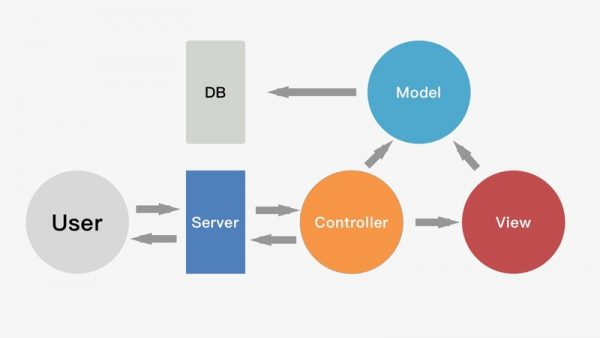 DB
Model
User
Server
Controller
View